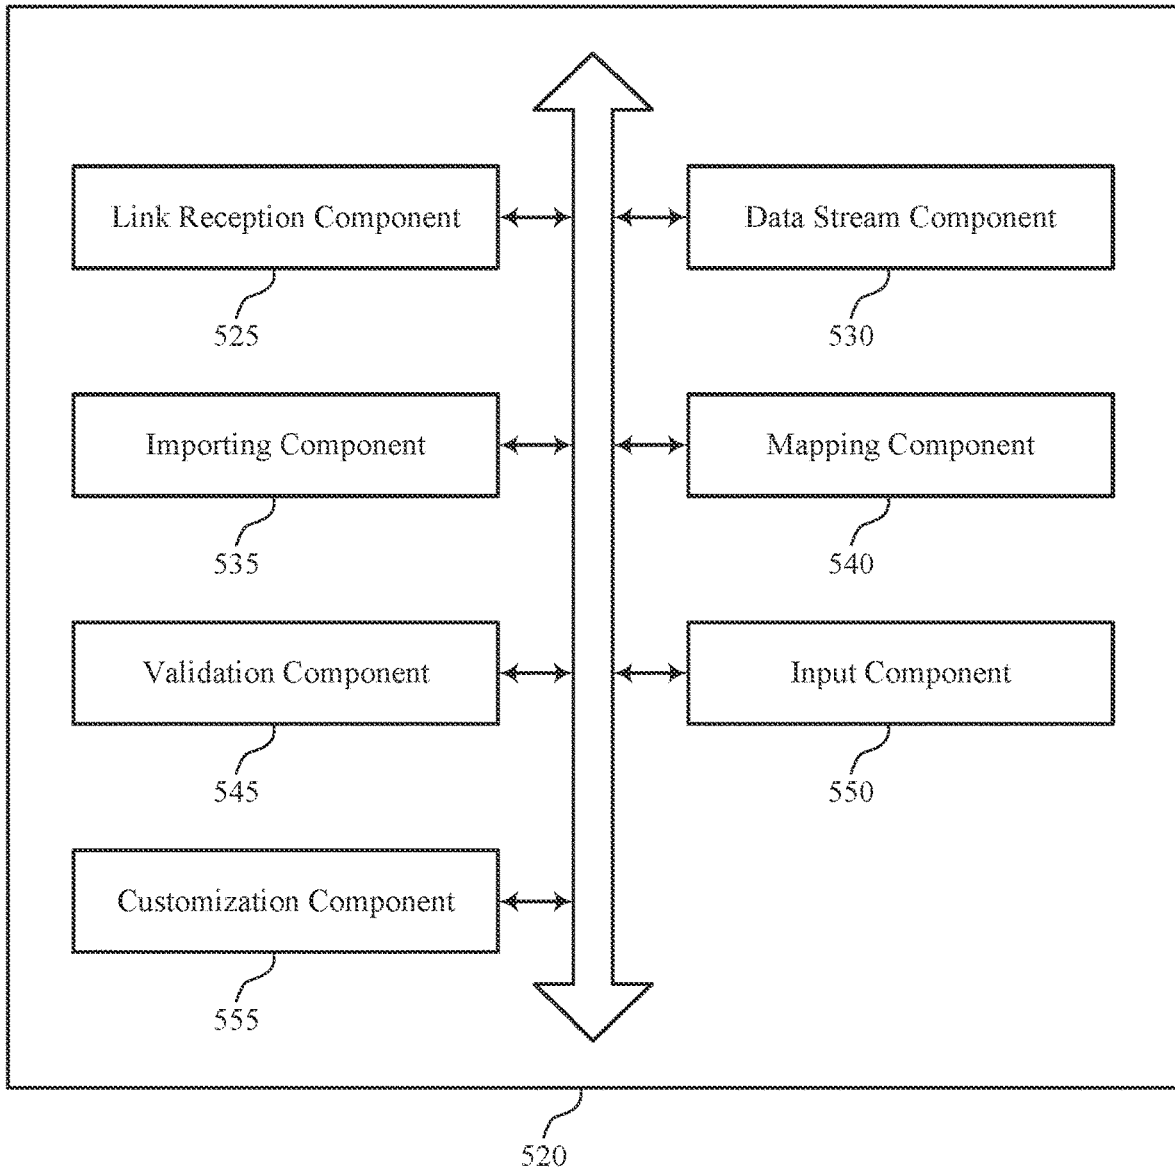 Link Reception Component
Data Stream Component
525
530
Importing Component
Mapping Component
535
540
Validation Component
Input Component
545
550
Customization Component
555
520